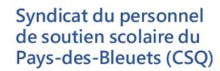 Syndicat du personnel
de soutien scolaire du
Pays-des-Bleuets (CSQ)